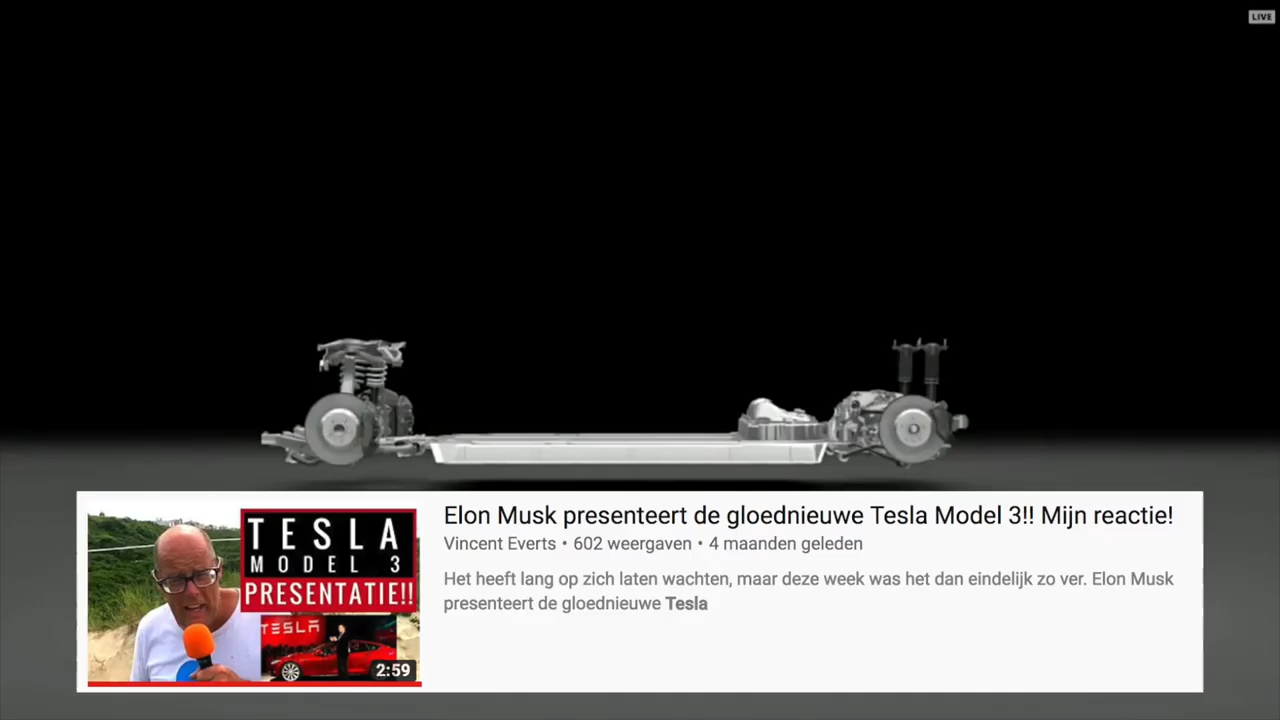 LIVE
Elon Musk presenteert de gloednieuwe Tesla Model 3!! Mijn reactie!
Vincent Everts • 602 weergaven • 4 maanden geleden
Het heeft lang op zich laten wachten, maar deze week was het dan eindelijk zo ver. Elon Musk
presenteert de gloednieuwe Tesla
TESLA
MODEL 3
PRESENTATIE!!
TESLA
2:59